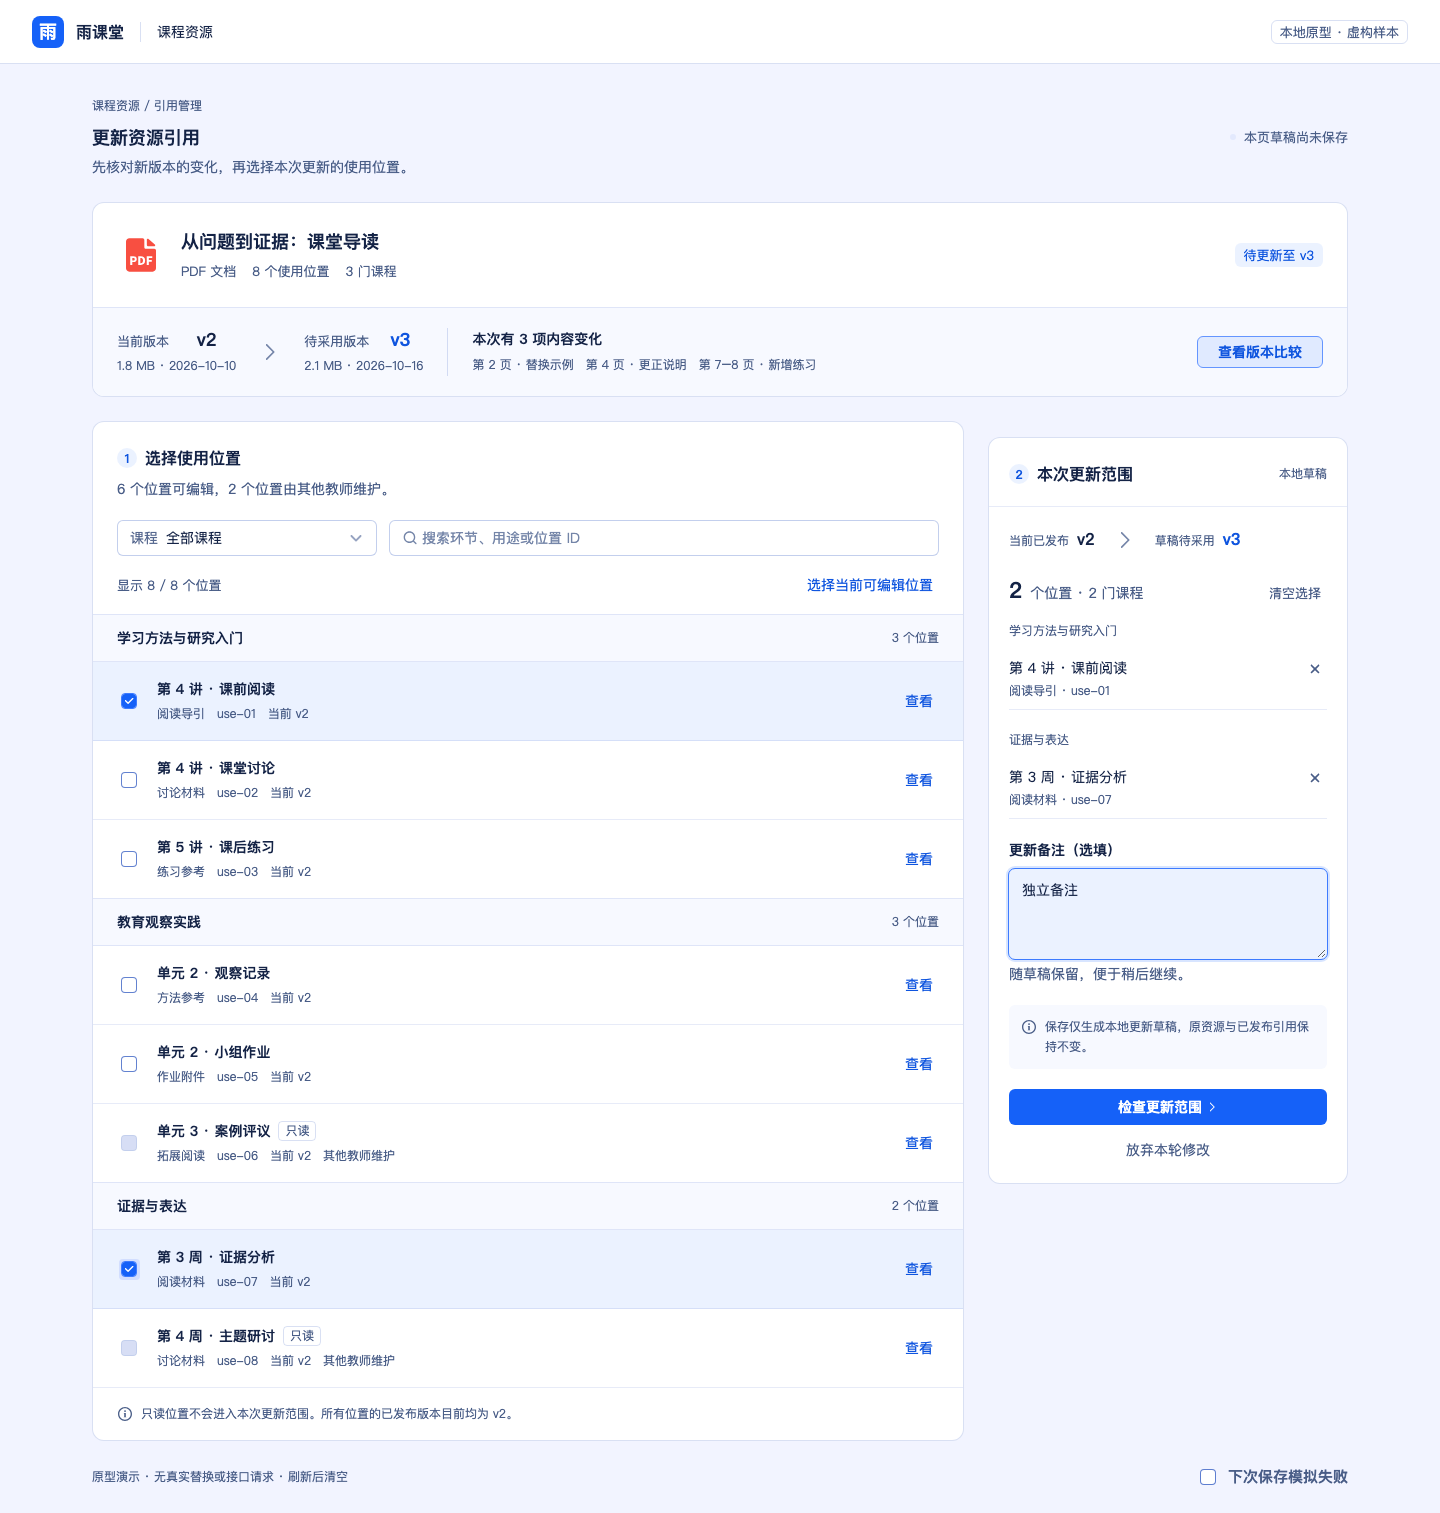 雨 雨课堂 课程资源
本地原型 · 虚构样本
课程资源 / 引用管理
更新资源引用
本页草稿尚未保存
先核对新版本的变化，再选择本次更新的使用位置。
PDF
从问题到证据：课堂导读
PDF 文档 8 个使用位置 3 门课程
待更新至 v3
当前版本 v2
1.8 MB · 2026-10-10
待采用版本 v3
2.1 MB · 2026-10-16
本次有 3 项内容变化
第 2 页 · 替换示例 第 4 页 · 更正说明 第 7—8 页 · 新增练习
查看版本比较
1 选择使用位置
6 个位置可编辑，2 个位置由其他教师维护。
课程 全部课程
搜索环节、用途或位置 ID
显示 8 / 8 个位置
选择当前可编辑位置
学习方法与研究入门 3 个位置
第 4 讲 · 课前阅读
阅读导引 use-01 当前 v2
查看
第 4 讲 · 课堂讨论
讨论材料 use-02 当前 v2
查看
第 5 讲 · 课后练习
练习参考 use-03 当前 v2
查看
教育观察实践 3 个位置
单元 2 · 观察记录
方法参考 use-04 当前 v2
查看
单元 2 · 小组作业
作业附件 use-05 当前 v2
查看
单元 3 · 案例评议 只读
拓展阅读 use-06 当前 v2 其他教师维护
查看
证据与表达 2 个位置
第 3 周 · 证据分析
阅读材料 use-07 当前 v2
查看
第 4 周 · 主题研讨 只读
讨论材料 use-08 当前 v2 其他教师维护
查看
只读位置不会进入本次更新范围。所有位置的已发布版本目前均为 v2。
2 本次更新范围 本地草稿
当前已发布 v2 草稿待采用 v3
2 个位置 · 2 门课程 清空选择
学习方法与研究入门
第 4 讲 · 课前阅读
阅读导引 · use-01
证据与表达
第 3 周 · 证据分析
阅读材料 · use-07
更新备注（选填）
独立备注
随草稿保留，便于稍后继续。
保存仅生成本地更新草稿，原资源与已发布引用保
持不变。
检查更新范围
放弃本轮修改
原型演示 · 无真实替换或接口请求 · 刷新后清空
下次保存模拟失败